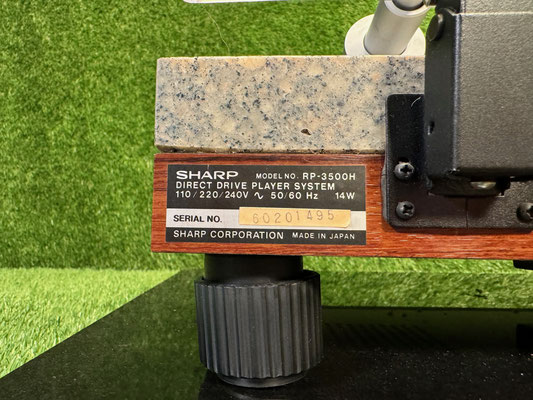 SHARP MODEL NO. RP-3500H
DIRECT DRIVE PLAYER SYSTEM
110/220/240V ∿ 50/60 Hz 14W
SERIAL NO. 60201495
SHARP CORPORATION MADE IN JAPAN